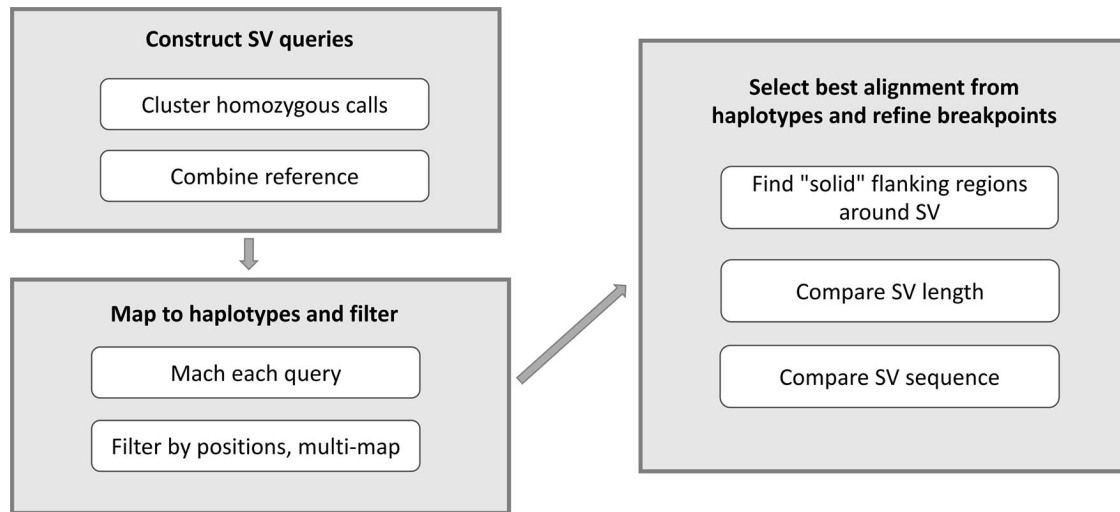 Construct SV queries
Cluster homozygous calls
Combine reference
Map to haplotypes and filter
Mach each query
Filter by positions, multi-map
Select best alignment from
haplotypes and refine breakpoints
Find "solid" flanking regions
around SV
Compare SV length
Compare SV sequence